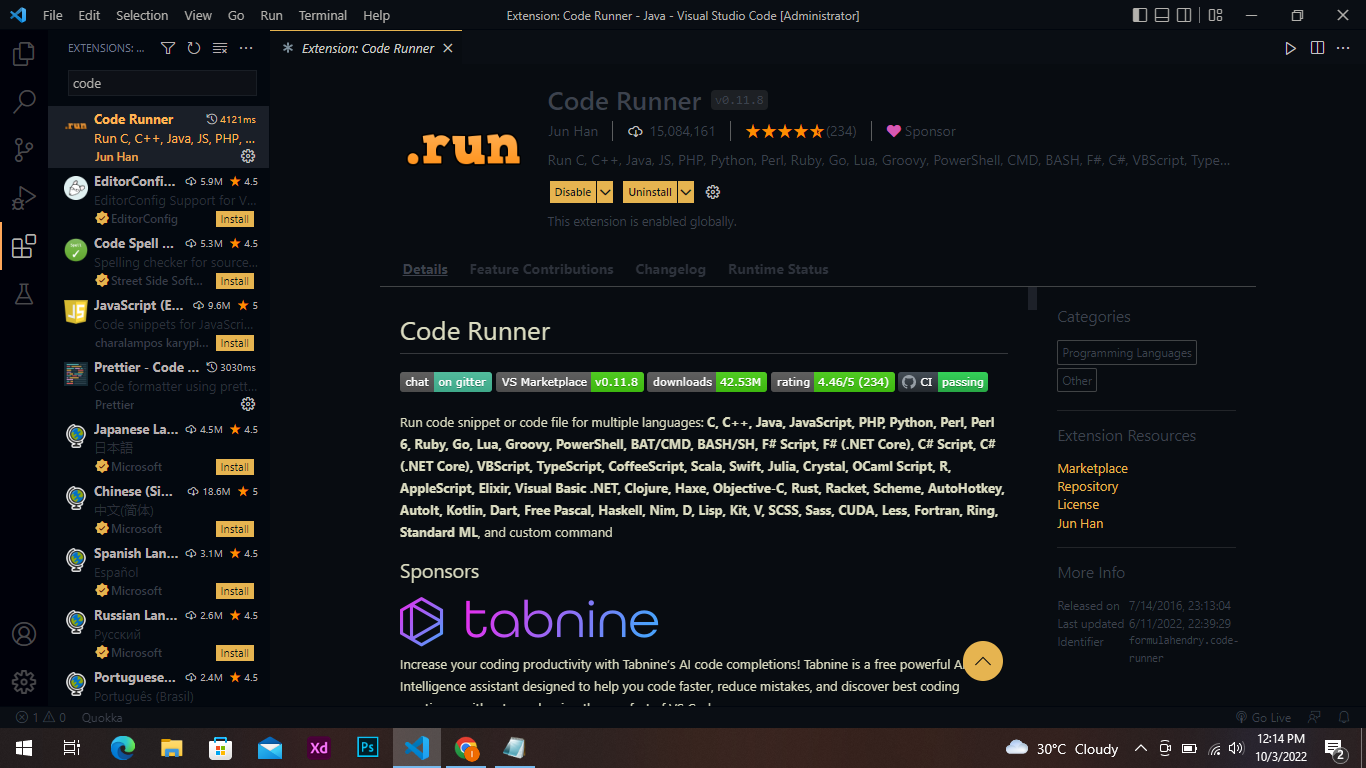 File Edit Selection View Go Run Terminal Help
Extension: Code Runner - Java - Visual Studio Code [Administrator]
EXTENSIONS: ...
code
Code Runner 4121ms
Run C, C++, Java, JS, PHP, ...
Jun Han
EditorConfi... 5.9M 4.5
EditorConfig Support for V...
EditorConfig Install
Code Spell ... 5.3M 4.5
Spelling checker for source...
Street Side Soft... Install
JavaScript (E... 9.6M 5
Code snippets for JavaScri...
charalampos karypi... Install
Prettier - Code ... 3030ms
Code formatter using prett...
Prettier
Japanese La... 4.5M 4.5
日本語
Microsoft Install
Chinese (Si... 18.6M 5
中文(简体)
Microsoft Install
Spanish Lan... 3.1M 4.5
Español
Microsoft Install
Russian Lan... 2.6M 4.5
Русский
Microsoft Install
Portuguese... 2.4M 4.5
Português (Brasil)
Extension: Code Runner
.run
Code Runner v0.11.8
Jun Han 15,084,161 (234) Sponsor
Run C, C++, Java, JS, PHP, Python, Perl, Ruby, Go, Lua, Groovy, PowerShell, CMD, BASH, F#, C#, VBScript, Type...
Disable Uninstall
This extension is enabled globally.
Details Feature Contributions Changelog Runtime Status
Code Runner
chat on gitter VS Marketplace v0.11.8 downloads 42.53M rating 4.46/5 (234) CI passing
Run code snippet or code file for multiple languages: C, C++, Java, JavaScript, PHP, Python, Perl, Perl
6, Ruby, Go, Lua, Groovy, PowerShell, BAT/CMD, BASH/SH, F# Script, F# (.NET Core), C# Script, C#
(.NET Core), VBScript, TypeScript, CoffeeScript, Scala, Swift, Julia, Crystal, OCaml Script, R,
AppleScript, Elixir, Visual Basic .NET, Clojure, Haxe, Objective-C, Rust, Racket, Scheme, AutoHotkey,
AutoIt, Kotlin, Dart, Free Pascal, Haskell, Nim, D, Lisp, Kit, V, SCSS, Sass, CUDA, Less, Fortran, Ring,
Standard ML, and custom command
Sponsors
tabnine
Increase your coding productivity with Tabnine's AI code completions! Tabnine is a free powerful
Intelligence assistant designed to help you code faster, reduce mistakes, and discover best coding
Categories
Programming Languages
Other
Extension Resources
Marketplace
Repository
License
Jun Han
More Info
Released on 7/14/2016, 23:13:04
Last updated 6/11/2022, 22:39:29
Identifier formulahendry.code-
runner
1 0 Quokka Go Live
Xd Ps 30°C Cloudy 12:14 PM
10/3/2022
2